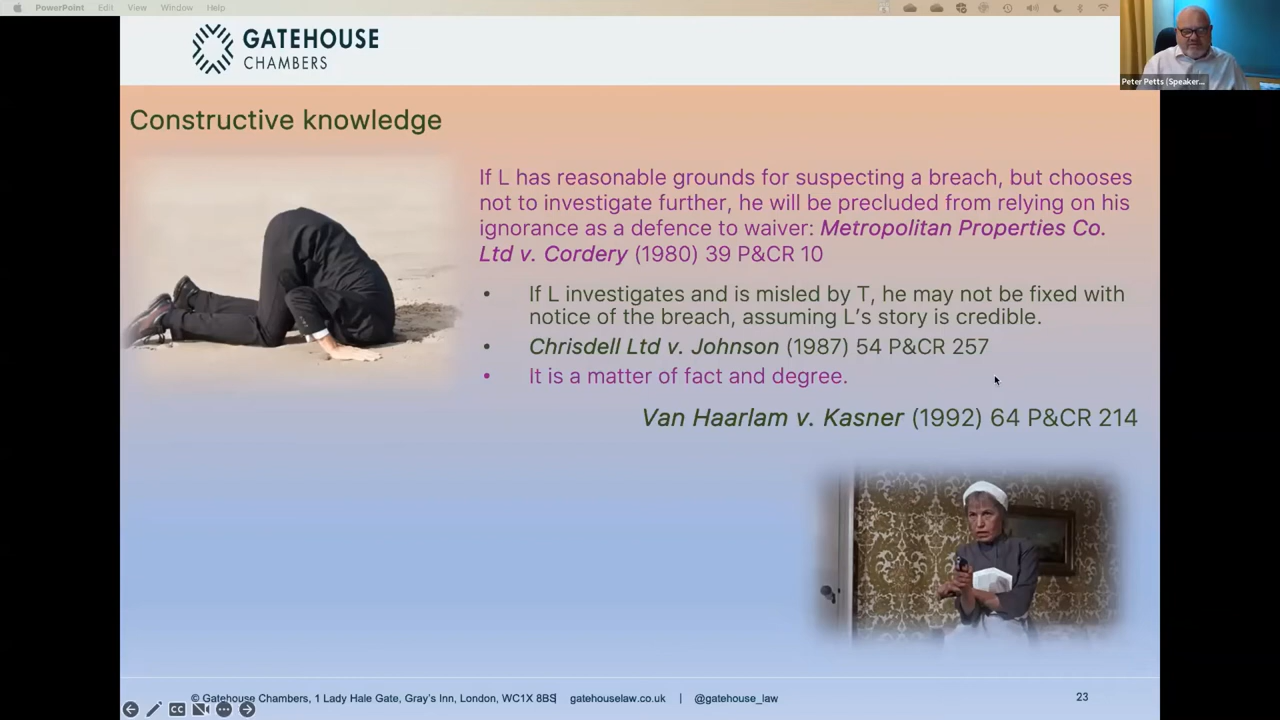 PowerPoint Edit View Window Help
GATEHOUSE
CHAMBERS
Peter Petts (Speaker...
Constructive knowledge
If L has reasonable grounds for suspecting a breach, but chooses
not to investigate further, he will be precluded from relying on his
ignorance as a defence to waiver: Metropolitan Properties Co.
Ltd v. Cordery (1980) 39 P&CR 10
• If L investigates and is misled by T, he may not be fixed with
notice of the breach, assuming L's story is credible.
• Chrisdell Ltd v. Johnson (1987) 54 P&CR 257
• It is a matter of fact and degree.
Van Haarlam v. Kasner (1992) 64 P&CR 214
© Gatehouse Chambers, 1 Lady Hale Gate, Gray's Inn, London, WC1X 8BS gatehouselaw.co.uk | @gatehouse_law
23
CC